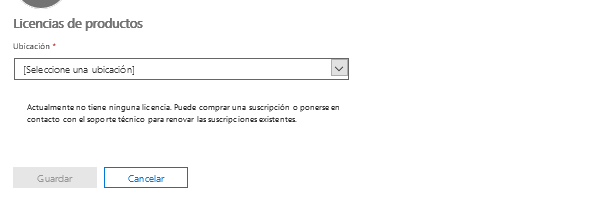 Licencias de productos
Ubicación *
[Seleccione una ubicación]
Actualmente no tiene ninguna licencia. Puede comprar una suscripción o ponerse en
contacto con el soporte técnico para renovar las suscripciones existentes.
Guardar
Cancelar